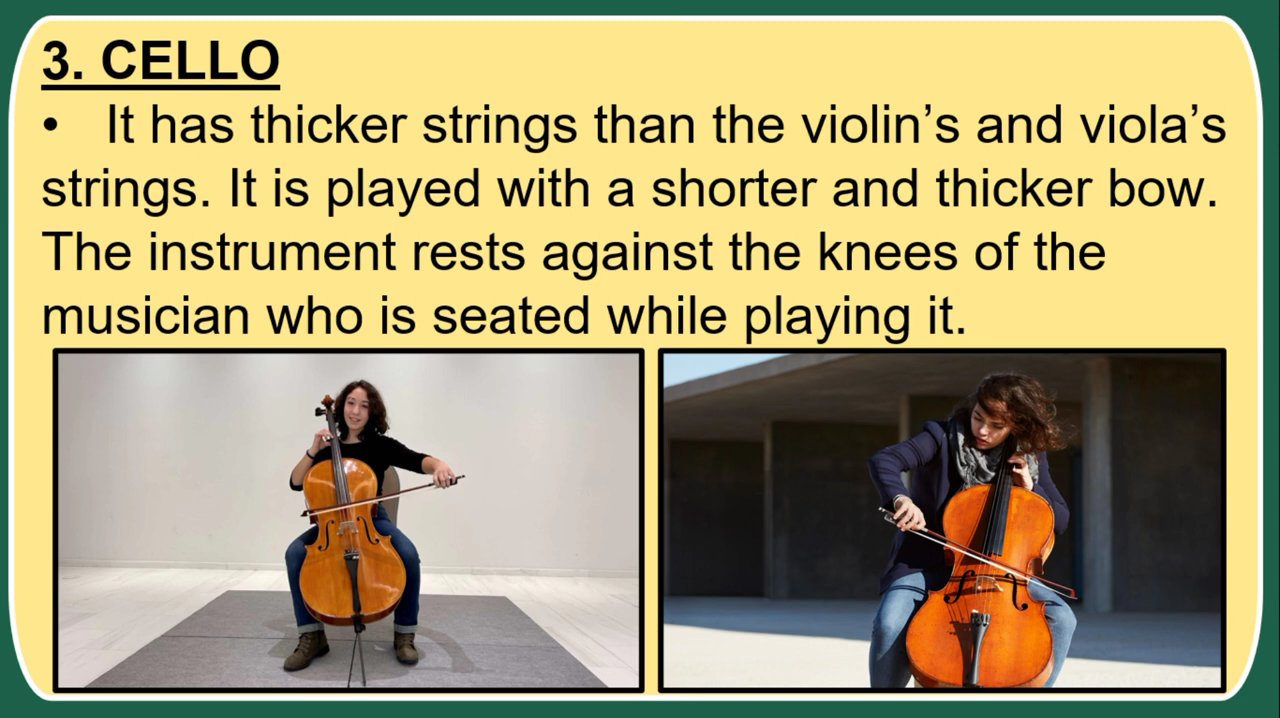 3. CELLO
• It has thicker strings than the violin’s and viola’s
strings. It is played with a shorter and thicker bow.
The instrument rests against the knees of the
musician who is seated while playing it.